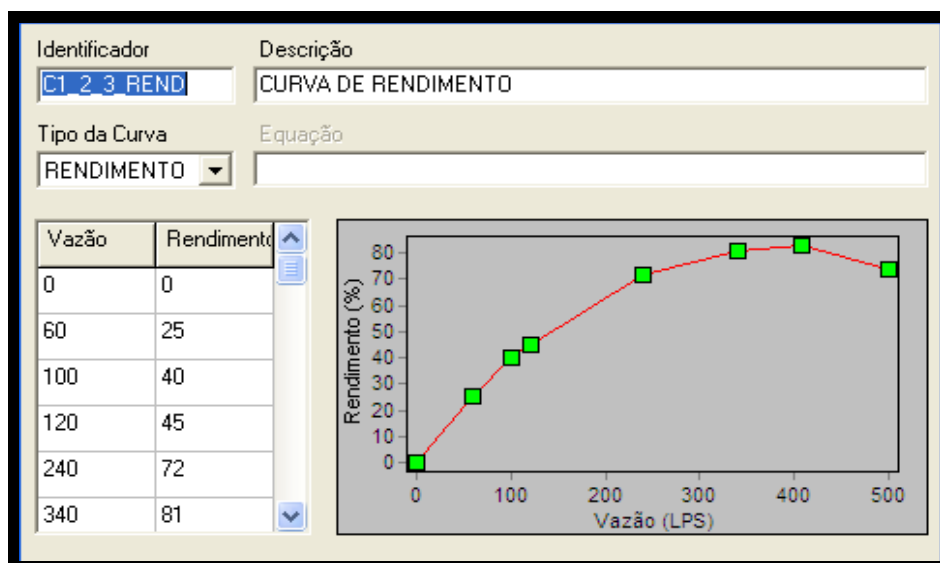 Identificador Descrição
C1_2_3_REND CURVA DE RENDIMENTO
Tipo da Curva Equação
RENDIMENTO
Vazão Rendimento
0 0
60 25
100 40
120 45
240 72
340 81
Rendimento (%)
80
70
60
50
40
30
20
10
0
0 100 200 300 400 500
Vazão (LPS)